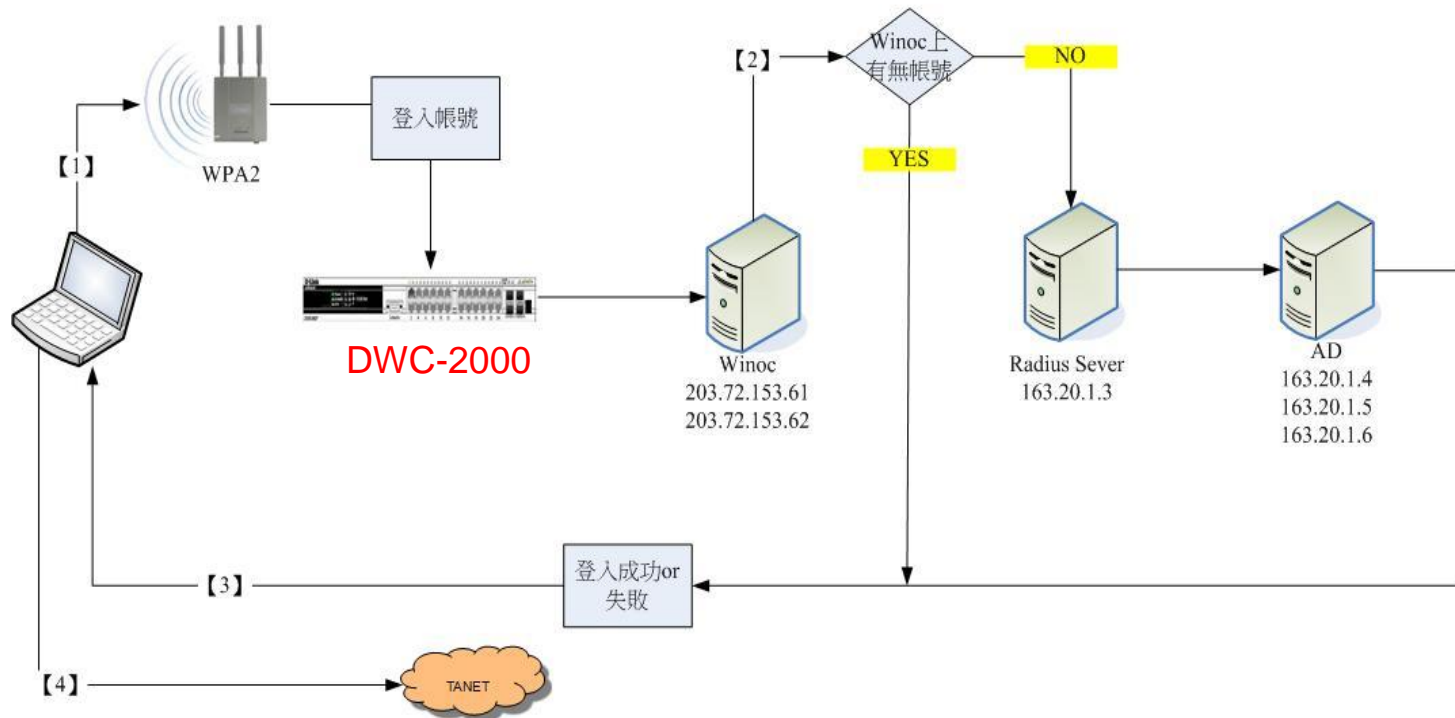 Winoc上
有無帳號
【2】
NO
登入帳號
【1】
WPA2
YES
D-Link
DWC-2000
Winoc
203.72.153.61
203.72.153.62
Radius Sever
163.20.1.3
AD
163.20.1.4
163.20.1.5
163.20.1.6
登入成功or
失敗
【3】
【4】
TANET